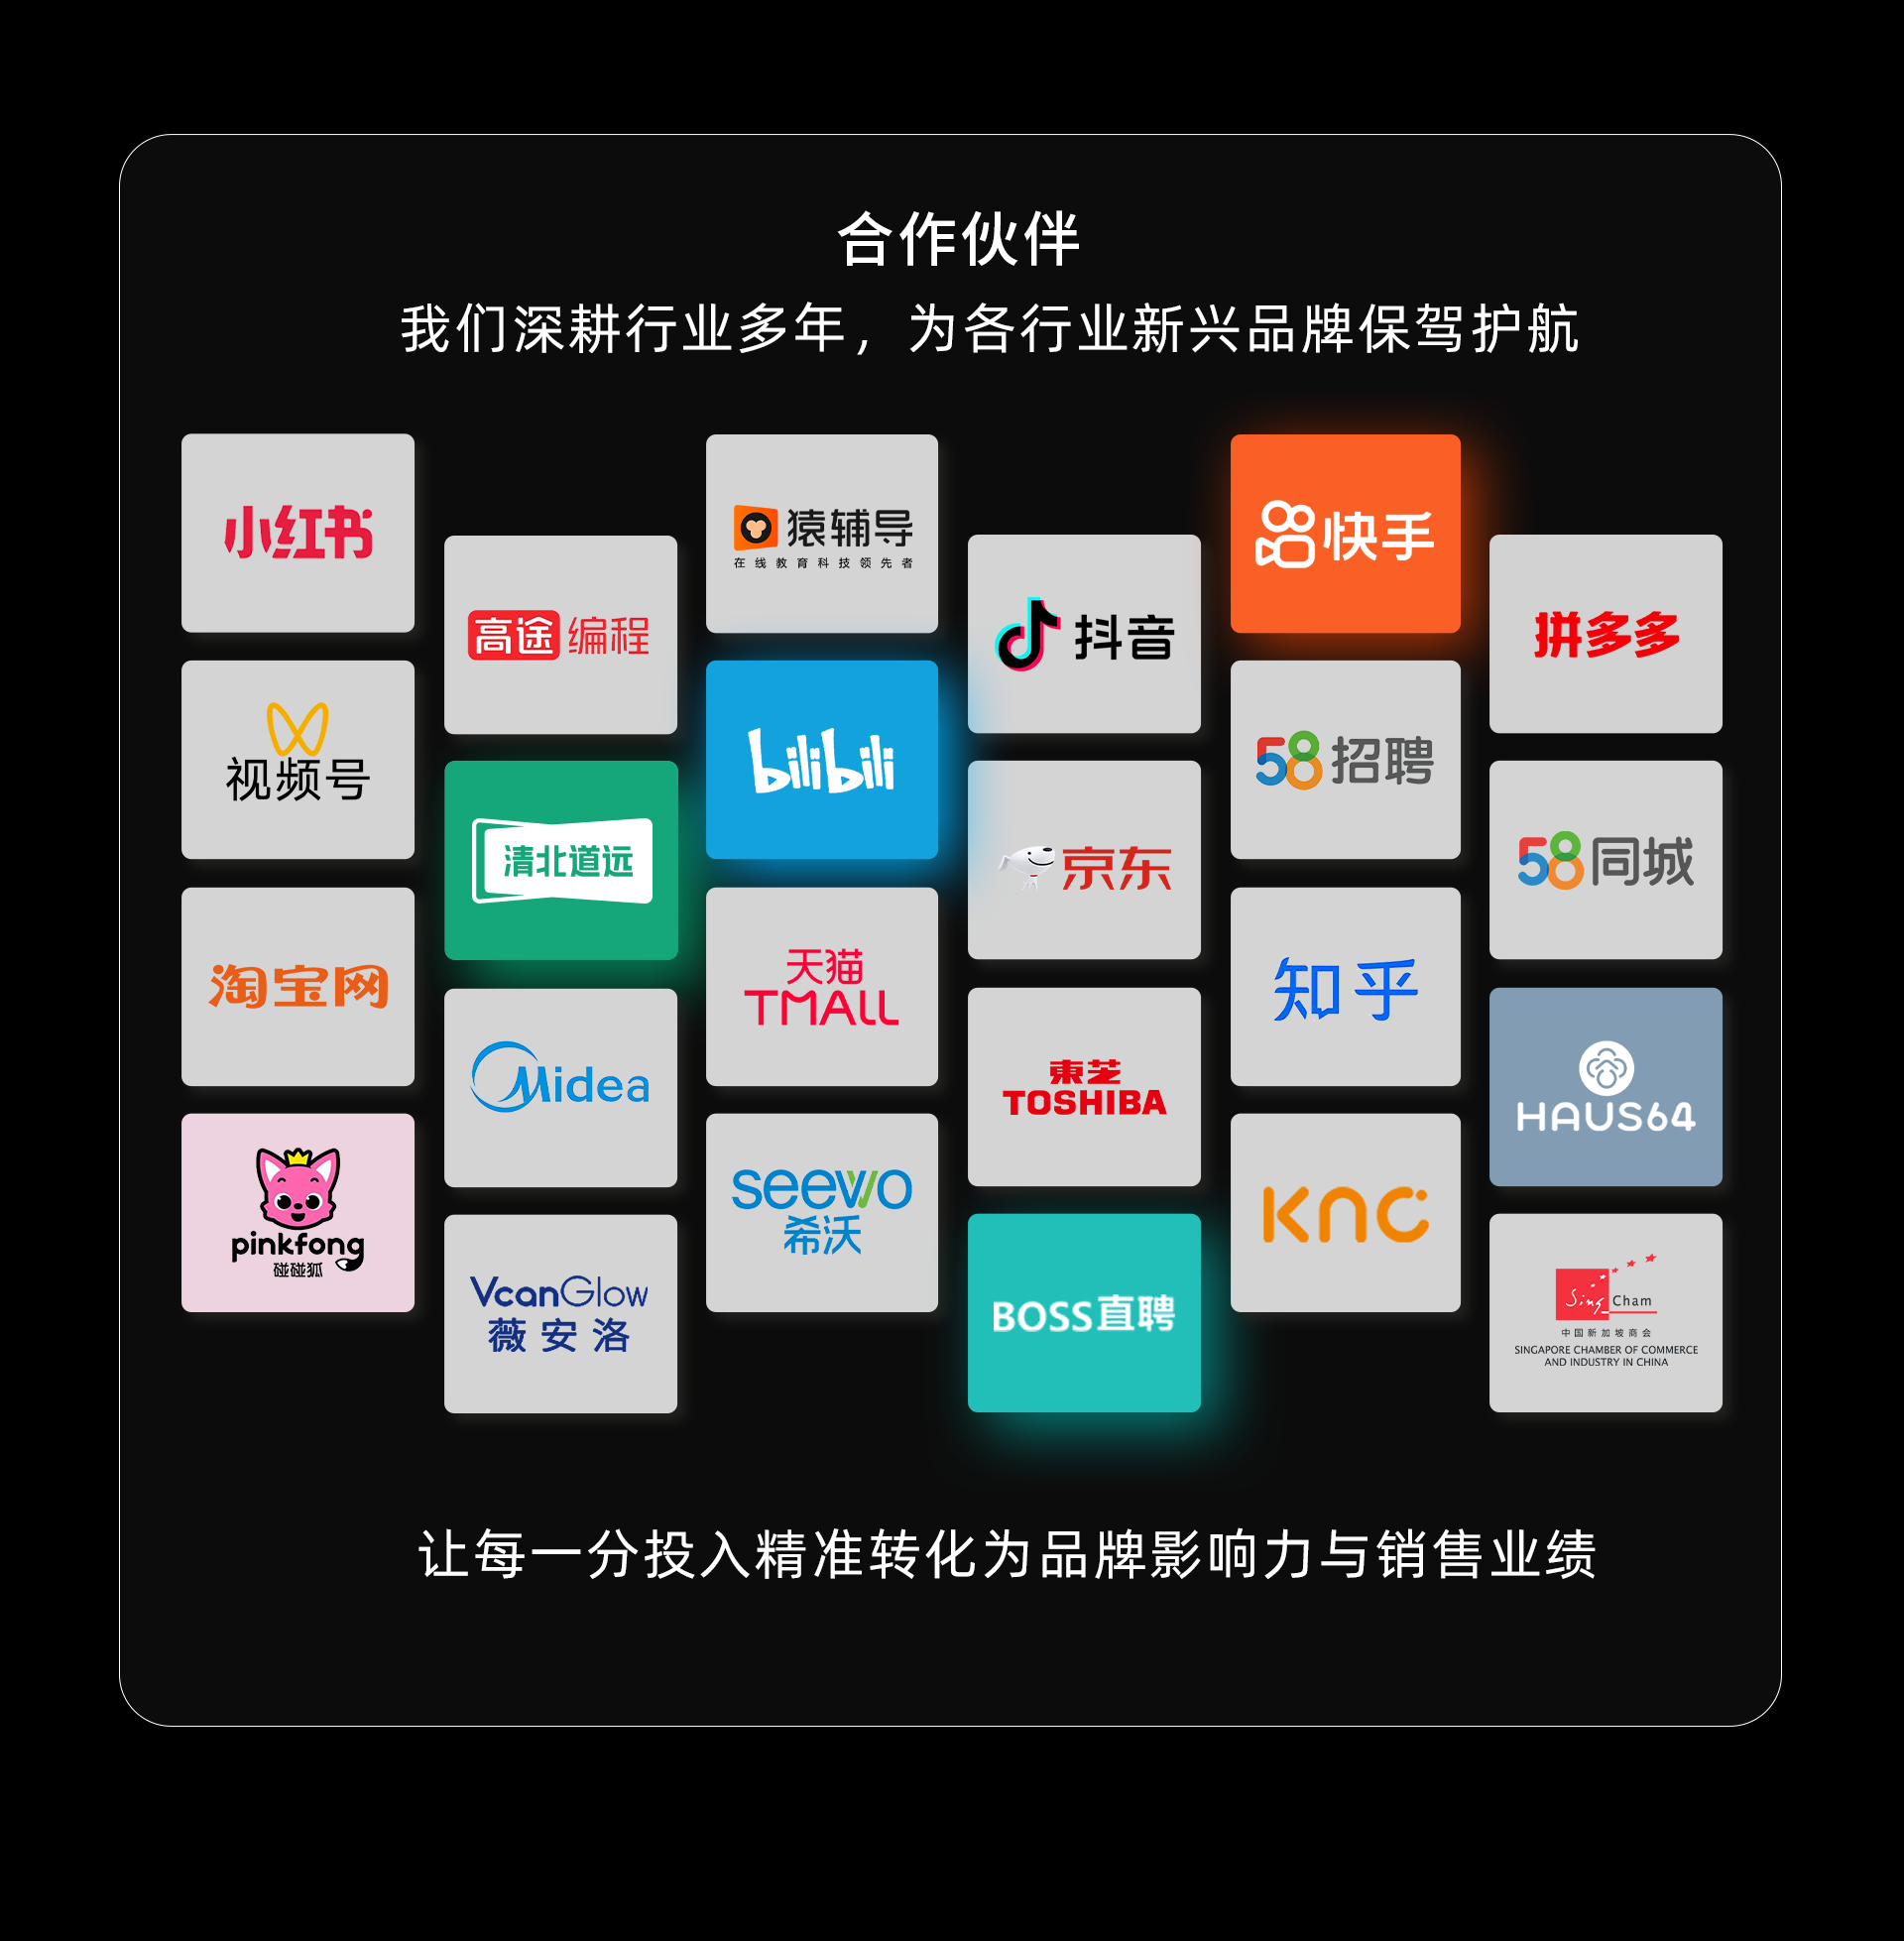 合作伙伴
我们深耕行业多年，为各行业新兴品牌保驾护航
小红书
猿辅导
在线教育科技领先者
快手
高途编程
抖音
拼多多
视频号
bilibili
58招聘
清北道远
京东
58同城
淘宝网
天猫
TMALL
知乎
Midea
東芝
TOSHIBA
HAUS64
pinkfong
碰碰狐
seewo
希沃
KNC
VcanGlow
薇安洛
BOSS直聘
Sing Cham
中国新加坡商会
SINGAPORE CHAMBER OF COMMERCE
AND INDUSTRY IN CHINA
让每一分投入精准转化为品牌影响力与销售业绩